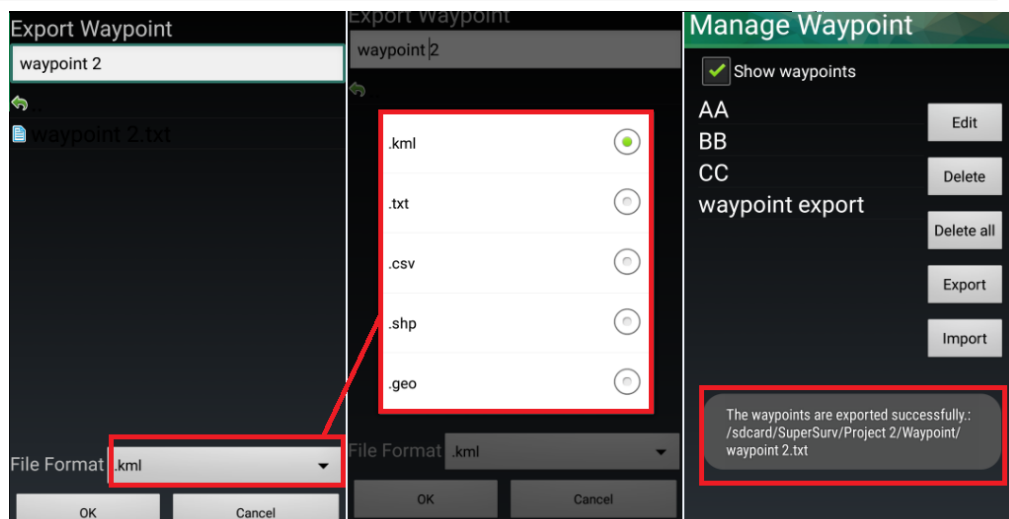 Export Waypoint
waypoint 2
..
waypoint 2.txt
File Format .kml
OK Cancel
Export Waypoint
waypoint 2
.kml
.txt
.csv
.shp
.geo
File Format .kml
OK Cancel
Manage Waypoint
Show waypoints
AA
BB
CC
waypoint export
Edit
Delete
Delete all
Export
Import
The waypoints are exported successfully.:
/sdcard/SuperSurv/Project 2/Waypoint/
waypoint 2.txt